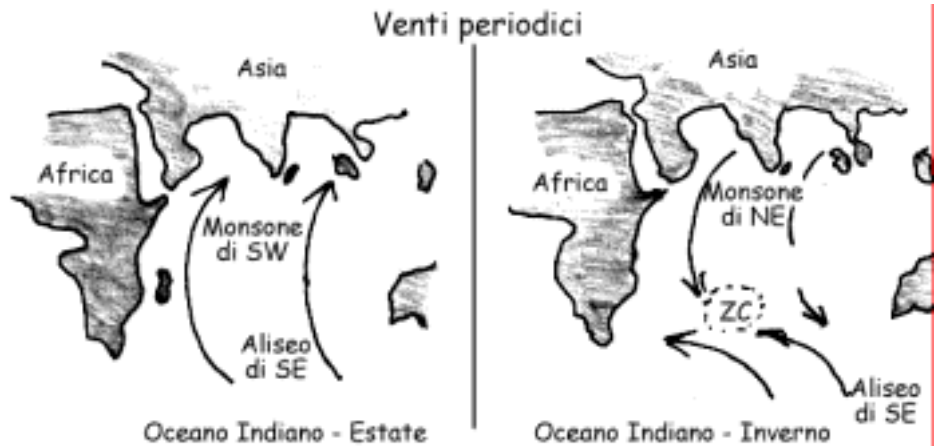 Venti periodici
Asia
Africa
Monsone
di SW
Aliseo
di SE
Oceano Indiano - Estate
Asia
Africa
Monsone
di NE
ZC
Aliseo
di SE
Oceano Indiano - Inverno